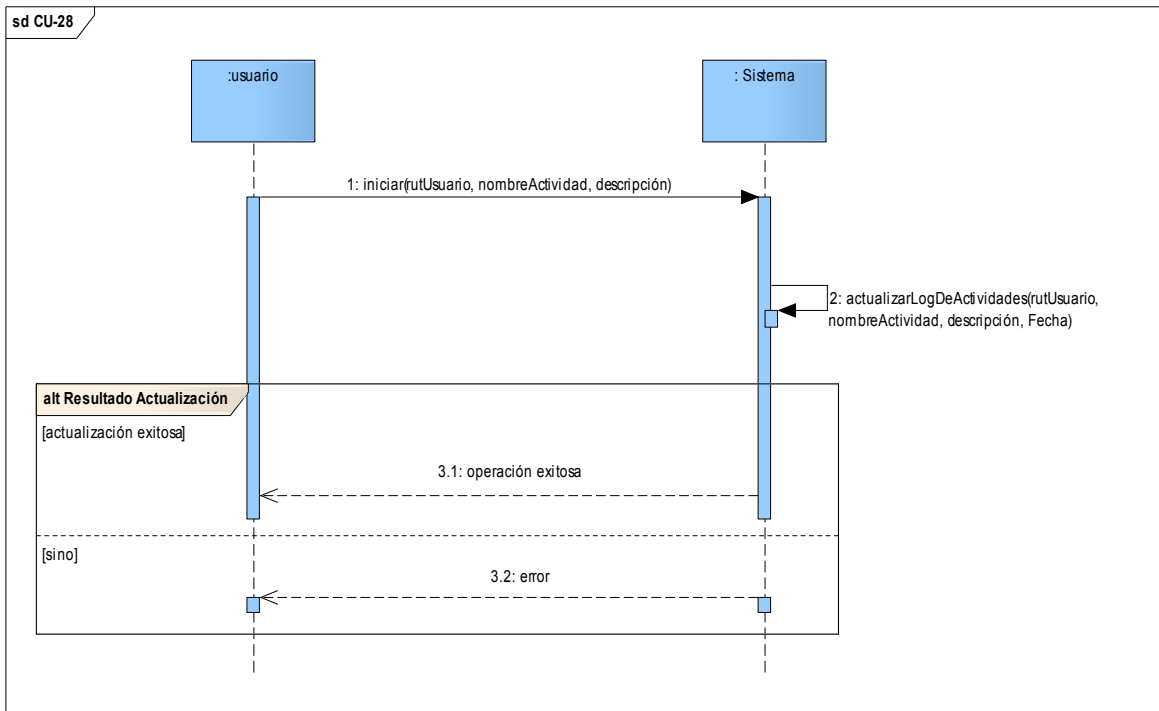 sd CU-28
:usuario
: Sistema
1: iniciar(rutUsuario, nombreActividad, descripción)
2: actualizarLogDeActividades(rutUsuario,
nombreActividad, descripción, Fecha)
alt Resultado Actualización
[actualización exitosa]
3.1: operación exitosa
[sino]
3.2: error